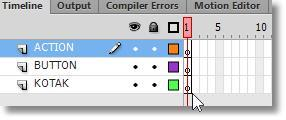 Timeline Output Compiler Errors Motion Editor
1 5 10
ACTION
BUTTON
KOTAK